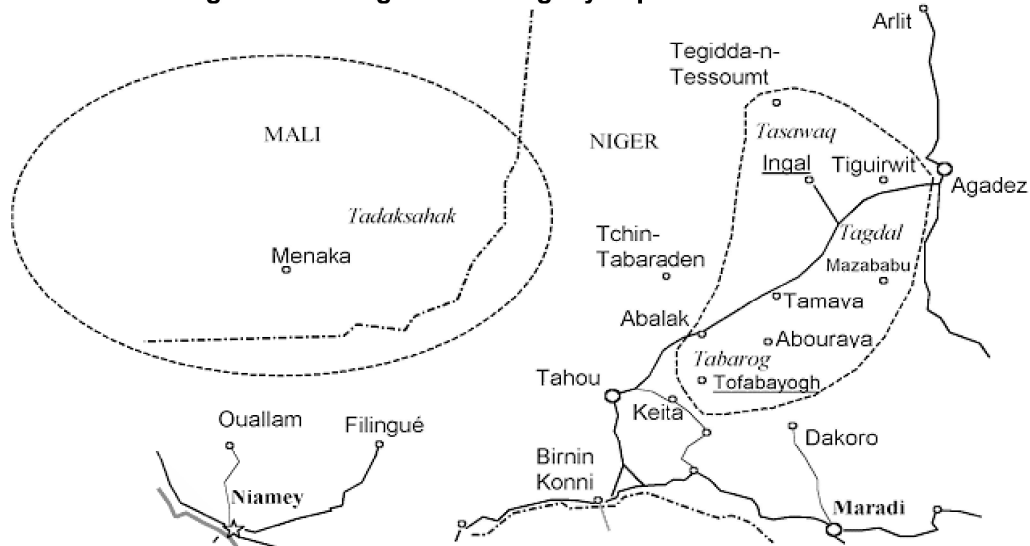 Arlit
Tegidda-n-
Tessoumt
MALI
NIGER
Tasawaq
Ingal
Tiguirwit
Agadez
Tadaksahak
Tchin-
Tabaraden
Tagdal
Menaka
Mazababu
Tamaya
Abalak
Abouraya
Tabarog
Tahou
Tofabayogh
Keita
Ouallam
Filingué
Dakoro
Birnin
Konni
Niamey
Maradi